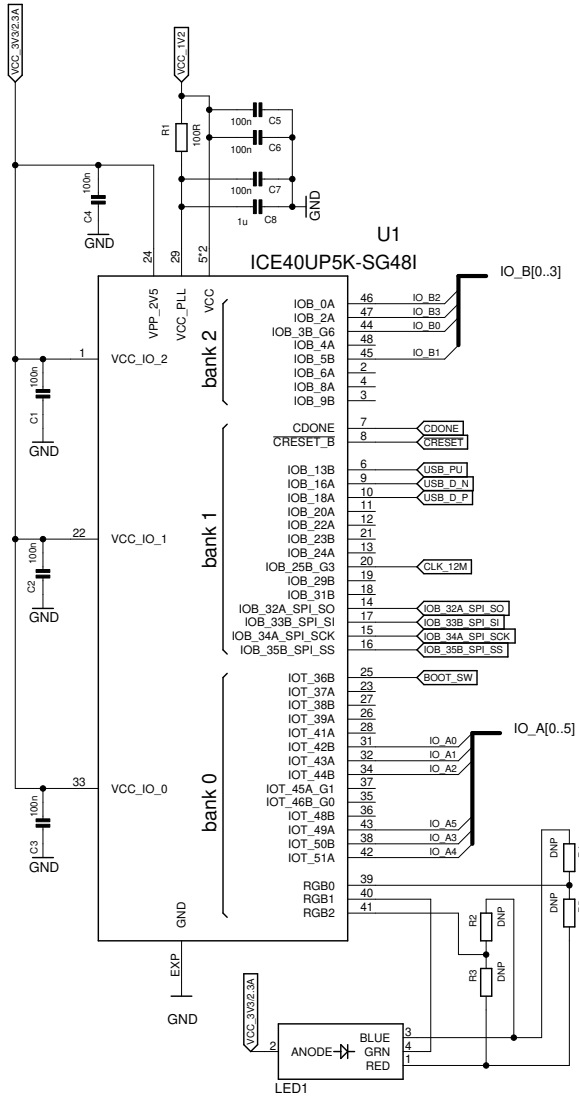 VCC_3V3/2.3A
VCC_1V2
R1
100R
100n C5
100n C6
100n C7
1u C8
GND
C4
100n
GND
24
29
5*2
U1
ICE40UP5K-SG48I
VPP_2V5
VCC_PLL
VCC
bank 2
1 VCC_IO_2
C1
100n
GND
IOB_0A 46 IO_B2
IO_B[0..3]
IOB_2A 47 IO_B3
IOB_3B_G6 44 IO_B0
IOB_4A 48
IOB_5B 45 IO_B1
IOB_6A 2
IOB_8A 4
IOB_9B 3
bank 1
CDONE 7 CDONE
CRESET_B 8 CRESET
IOB_13B 6 USB_PU
IOB_16A 9 USB_D_N
IOB_18A 10 USB_D_P
IOB_20A 11
IOB_22A 12
IOB_23B 21
IOB_24A 13
IOB_25B_G3 20 CLK_12M
IOB_29B 19
IOB_31B 18
IOB_32A_SPI_SO 14 IOB_32A_SPI_SO
IOB_33B_SPI_SI 17 IOB_33B_SPI_SI
IOB_34A_SPI_SCK 15 IOB_34A_SPI_SCK
IOB_35B_SPI_SS 16 IOB_35B_SPI_SS
22 VCC_IO_1
C2
100n
GND
bank 0
IOT_36B 25 BOOT_SW
IOT_37A 23
IOT_38B 27
IOT_39A 26
IOT_41A 28
IOT_42B 31 IO_A0
IO_A[0..5]
IOT_43A 32 IO_A1
IOT_44B 34 IO_A2
IOT_45A_G1 37
IOT_46B_G0 35
IOT_48B 36
IOT_49A 43 IO_A5
IOT_50B 38 IO_A3
IOT_51A 42 IO_A4
33 VCC_IO_0
C3
100n
GND
RGB0 39
RGB1 40
RGB2 41
GND
EXP
GND
DNP
DNP
R2
DNP
R3
DNP
VCC_3V3/2.3A
2 ANODE
BLUE 3
GRN 4
RED 1
LED1